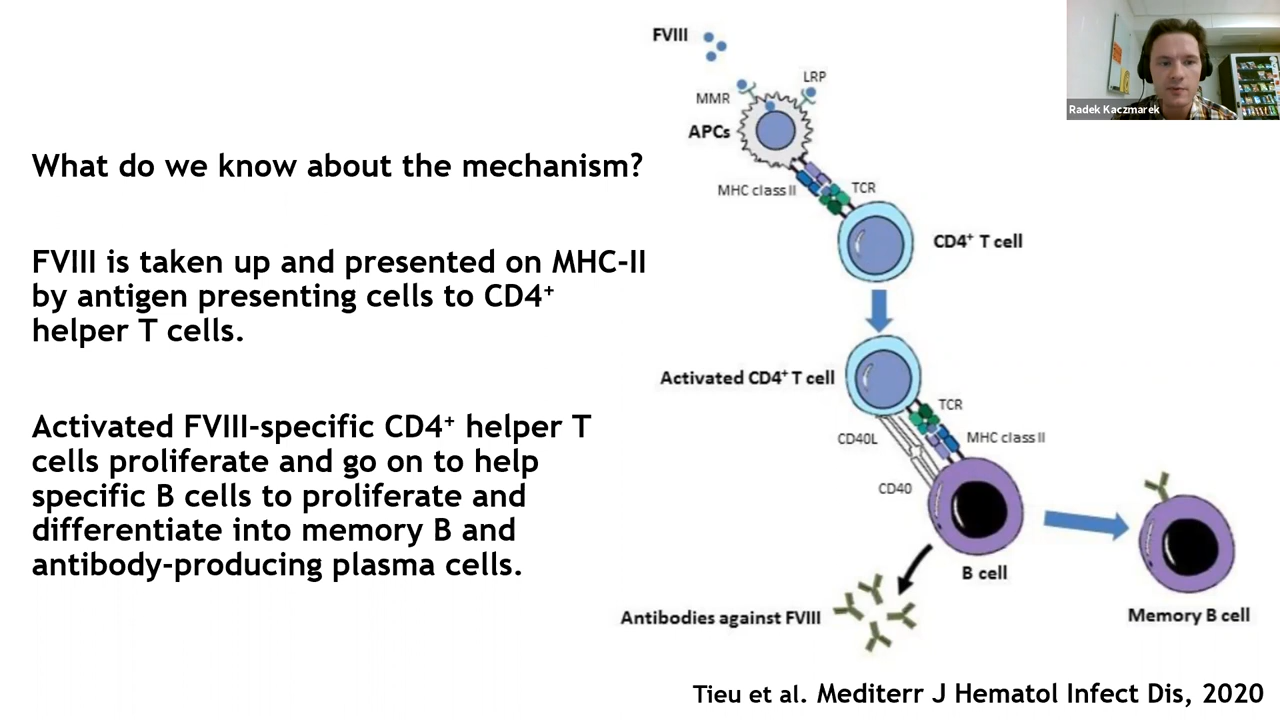 What do we know about the mechanism?
FVIII is taken up and presented on MHC-II
by antigen presenting cells to CD4⁺
helper T cells.
Activated FVIII-specific CD4⁺ helper T
cells proliferate and go on to help
specific B cells to proliferate and
differentiate into memory B and
antibody-producing plasma cells.
FVIII
MMR
LRP
APCs
MHC class II
TCR
CD4⁺ T cell
Activated CD4⁺ T cell
TCR
CD40L
MHC class II
CD40
B cell
Antibodies against FVIII
Memory B cell
Tieu et al. Mediterr J Hematol Infect Dis, 2020
Radek Kaczmarek